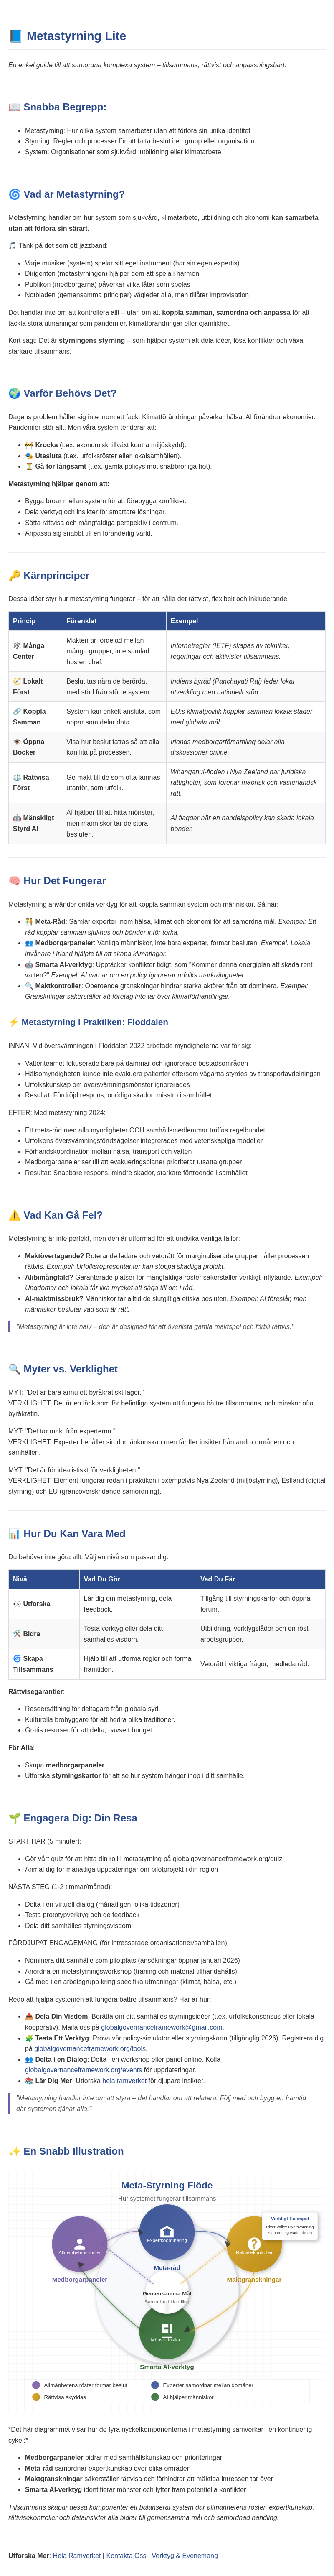 📘 Metastyrning Lite
En enkel guide till att samordna komplexa system – tillsammans, rättvist och anpassningsbart.
📖 Snabba Begrepp:
• Metastyrning: Hur olika system samarbetar utan att förlora sin unika identitet
• Styrning: Regler och processer för att fatta beslut i en grupp eller organisation
• System: Organisationer som sjukvård, utbildning eller klimatarbete
🌀 Vad är Metastyrning?
Metastyrning handlar om hur system som sjukvård, klimatarbete, utbildning och ekonomi kan samarbeta
utan att förlora sin särart.
🎵 Tänk på det som ett jazzband:
• Varje musiker (system) spelar sitt eget instrument (har sin egen expertis)
• Dirigenten (metastyrningen) hjälper dem att spela i harmoni
• Publiken (medborgarna) påverkar vilka låtar som spelas
• Notbladen (gemensamma principer) vägleder alla, men tillåter improvisation
Det handlar inte om att kontrollera allt – utan om att koppla samman, samordna och anpassa för att
tackla stora utmaningar som pandemier, klimatförändringar eller ojämlikhet.
Kort sagt: Det är styrningens styrning – som hjälper system att dela idéer, lösa konflikter och växa
starkare tillsammans.
🌍 Varför Behövs Det?
Dagens problem håller sig inte inom ett fack. Klimatförändringar påverkar hälsa. AI förändrar ekonomier.
Pandemier stör allt. Men våra system tenderar att:
• 🚧 Krocka (t.ex. ekonomisk tillväxt kontra miljöskydd).
• 🎭 Utesluta (t.ex. urfolksröster eller lokalsamhällen).
• ⏳ Gå för långsamt (t.ex. gamla policys mot snabbrörliga hot).
Metastyrning hjälper genom att:
• Bygga broar mellan system för att förebygga konflikter.
• Dela verktyg och insikter för smartare lösningar.
• Sätta rättvisa och mångfaldiga perspektiv i centrum.
• Anpassa sig snabbt till en föränderlig värld.
🔑 Kärnprinciper
Dessa idéer styr hur metastyrning fungerar – för att hålla det rättvist, flexibelt och inkluderande.
Princip Förenklat Exempel
🕸️ Många
Center
Makten är fördelad mellan
många grupper, inte samlad
hos en chef.
Internetregler (IETF) skapas av tekniker,
regeringar och aktivister tillsammans.
🧭 Lokalt
Först
Beslut tas nära de berörda,
med stöd från större system.
Indiens byråd (Panchayati Raj) leder lokal
utveckling med nationellt stöd.
🔗 Koppla
Samman
System kan enkelt ansluta, som
appar som delar data.
EU:s klimatpolitik kopplar samman lokala städer
med globala mål.
👁️ Öppna
Böcker
Visa hur beslut fattas så att alla
kan lita på processen.
Irlands medborgarförsamling delar alla
diskussioner online.
⚖️ Rättvisa
Först
Ge makt till de som ofta lämnas
utanför, som urfolk.
Whanganui-floden i Nya Zeeland har juridiska
rättigheter, som förenar maorisk och västerländsk
rätt.
🤖 Mänskligt
Styrd AI
AI hjälper till att hitta mönster,
men människor tar de stora
besluten.
AI flaggar när en handelspolicy kan skada lokala
bönder.
🧠 Hur Det Fungerar
Metastyrning använder enkla verktyg för att koppla samman system och människor. Så här:
• 🧑‍🤝‍🧑 Meta-Råd: Samlar experter inom hälsa, klimat och ekonomi för att samordna mål. Exempel: Ett
råd kopplar samman sjukhus och bönder inför torka.
• 👥 Medborgarpaneler: Vanliga människor, inte bara experter, formar besluten. Exempel: Lokala
invånare i Irland hjälpte till att skapa klimatlagar.
• 🤖 Smarta AI-verktyg: Upptäcker konflikter tidigt, som "Kommer denna energiplan att skada rent
vatten?" Exempel: AI varnar om en policy ignorerar urfolks markrättigheter.
• 🔍 Maktkontroller: Oberoende granskningar hindrar starka aktörer från att dominera. Exempel:
Granskningar säkerställer att företag inte tar över klimatförhandlingar.
⚡ Metastyrning i Praktiken: Floddalen
INNAN: Vid översvämningen i Floddalen 2022 arbetade myndigheterna var för sig:
• Vattenteamet fokuserade bara på dammar och ignorerade bostadsområden
• Hälsomyndigheten kunde inte evakuera patienter eftersom vägarna styrdes av transportavdelningen
• Urfolkskunskap om översvämningsmönster ignorerades
• Resultat: Fördröjd respons, onödiga skador, misstro i samhället
EFTER: Med metastyrning 2024:
• Ett meta-råd med alla myndigheter OCH samhällsmedlemmar träffas regelbundet
• Urfolkens översvämningsförutsägelser integrerades med vetenskapliga modeller
• Förhandskoordination mellan hälsa, transport och vatten
• Medborgarpaneler ser till att evakueringsplaner prioriterar utsatta grupper
• Resultat: Snabbare respons, mindre skador, starkare förtroende i samhället
⚠️ Vad Kan Gå Fel?
Metastyrning är inte perfekt, men den är utformad för att undvika vanliga fällor:
• Maktövertagande? Roterande ledare och vetorätt för marginaliserade grupper håller processen
rättvis. Exempel: Urfolksrepresentanter kan stoppa skadliga projekt.
• Alibimångfald? Garanterade platser för mångfaldiga röster säkerställer verkligt inflytande. Exempel:
Ungdomar och lokala får lika mycket att säga till om i råd.
• AI-maktmissbruk? Människor tar alltid de slutgiltiga etiska besluten. Exempel: AI föreslår, men
människor beslutar vad som är rätt.
"Metastyrning är inte naiv – den är designad för att överlista gamla maktspel och förbli rättvis."
🔍 Myter vs. Verklighet
MYT: "Det är bara ännu ett byråkratiskt lager."
VERKLIGHET: Det är en länk som får befintliga system att fungera bättre tillsammans, och minskar ofta
byråkratin.
MYT: "Det tar makt från experterna."
VERKLIGHET: Experter behåller sin domänkunskap men får fler insikter från andra områden och
samhällen.
MYT: "Det är för idealistiskt för verkligheten."
VERKLIGHET: Element fungerar redan i praktiken i exempelvis Nya Zeeland (miljöstyrning), Estland (digital
styrning) och EU (gränsöverskridande samordning).
📊 Hur Du Kan Vara Med
Du behöver inte göra allt. Välj en nivå som passar dig:
Nivå Vad Du Gör Vad Du Får
👀 Utforska
Lär dig om metastyrning, dela
feedback.
Tillgång till styrningskartor och öppna
forum.
🛠️ Bidra
Testa verktyg eller dela ditt
samhälles visdom.
Utbildning, verktygslådor och en röst i
arbetsgrupper.
🌀 Skapa
Tillsammans
Hjälp till att utforma regler och forma
framtiden.
Vetorätt i viktiga frågor, medleda råd.
Rättvisegarantier:
• Reseersättning för deltagare från globala syd.
• Kulturella brobyggare för att hedra olika traditioner.
• Gratis resurser för att delta, oavsett budget.
För Alla:
• Skapa medborgarpaneler
• Utforska styrningskartor för att se hur system hänger ihop i ditt samhälle.
🌱 Engagera Dig: Din Resa
START HÄR (5 minuter):
• Gör vårt quiz för att hitta din roll i metastyrning på globalgovernanceframework.org/quiz
• Anmäl dig för månatliga uppdateringar om pilotprojekt i din region
NÄSTA STEG (1-2 timmar/månad):
• Delta i en virtuell dialog (månatligen, olika tidszoner)
• Testa prototypverktyg och ge feedback
• Dela ditt samhälles styrningsvisdom
FÖRDJUPAT ENGAGEMANG (för intresserade organisationer/samhällen):
• Nominera ditt samhälle som pilotplats (ansökningar öppnar januari 2026)
• Anordna en metastyrningsworkshop (träning och material tillhandahålls)
• Gå med i en arbetsgrupp kring specifika utmaningar (klimat, hälsa, etc.)
Redo att hjälpa systemen att fungera bättre tillsammans? Här är hur:
• 📥 Dela Din Visdom: Berätta om ditt samhälles styrningsidéer (t.ex. urfolkskonsensus eller lokala
kooperativ). Maila oss på globalgovernanceframework@gmail.com.
• 🧩 Testa Ett Verktyg: Prova vår policy-simulator eller styrningskarta (tillgänglig 2026). Registrera dig
på globalgovernanceframework.org/tools.
• 👥 Delta i en Dialog: Delta i en workshop eller panel online. Kolla
globalgovernanceframework.org/events för uppdateringar.
• 📚 Lär Dig Mer: Utforska hela ramverket för djupare insikter.
"Metastyrning handlar inte om att styra – det handlar om att relatera. Följ med och bygg en framtid
där systemen tjänar alla."
✨ En Snabb Illustration
Meta-Styrning Flöde
Hur systemet fungerar tillsammans
Verkligt Exempel
River Valley Översvämning
Samordning Räddade Liv
Allmänhetens röster
Medborgarpaneler
Expertkoordinering
Meta-råd
Maktgranskningar
Gemensamma Mål
Samordnad Handling
Smarta AI-verktyg
Allmänhetens röster formar beslut
Experter samordnar mellan domäner
Rättvisa skyddas
AI hjälper människor
*Det här diagrammet visar hur de fyra nyckelkomponenterna i metastyrning samverkar i en kontinuerlig
cykel:*
• Medborgarpaneler bidrar med samhällskunskap och prioriteringar
• Meta-råd samordnar expertkunskap över olika områden
• Maktgranskningar säkerställer rättvisa och förhindrar att mäktiga intressen tar över
• Smarta AI-verktyg identifierar mönster och lyfter fram potentiella konflikter
Tillsammans skapar dessa komponenter ett balanserat system där allmänhetens röster, expertkunskap,
rättvisekontroller och datainsikter alla bidrar till gemensamma mål och samordnad handling.
Utforska Mer: Hela Ramverket | Kontakta Oss | Verktyg & Evenemang